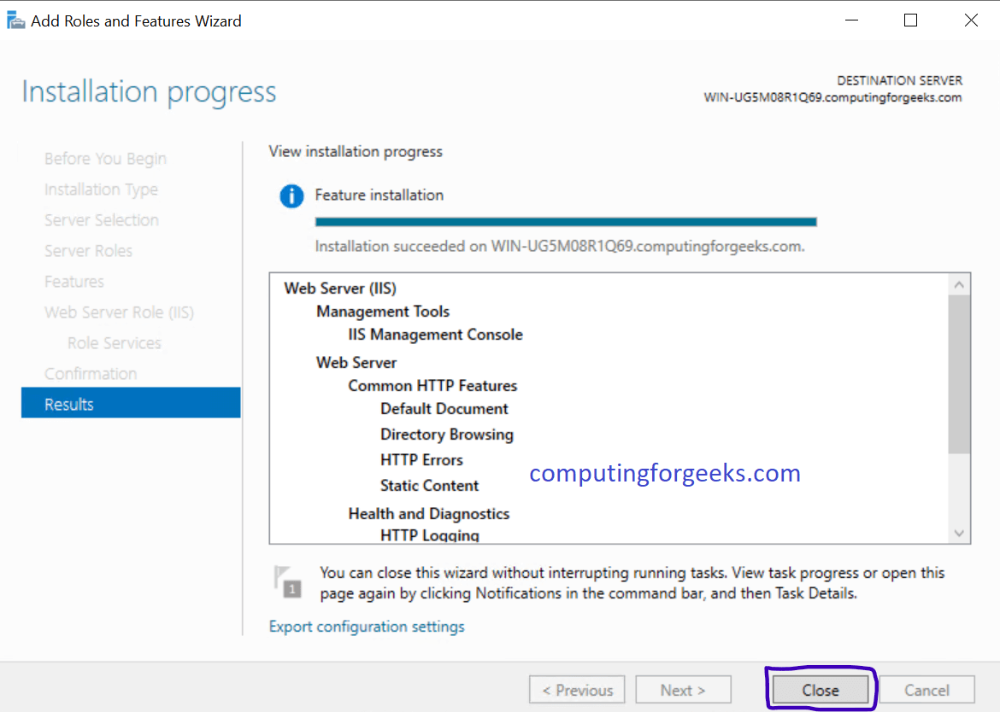 Add Roles and Features Wizard
Installation progress
DESTINATION SERVER
WIN-UG5M08R1Q69.computingforgeeks.com
Before You Begin
Installation Type
Server Selection
Server Roles
Features
Web Server Role (IIS)
Role Services
Confirmation
Results
View installation progress
Feature installation
Installation succeeded on WIN-UG5M08R1Q69.computingforgeeks.com.
Web Server (IIS)
Management Tools
IIS Management Console
Web Server
Common HTTP Features
Default Document
Directory Browsing
HTTP Errors
Static Content
Health and Diagnostics
HTTP Logging
computingforgeeks.com
1
You can close this wizard without interrupting running tasks. View task progress or open this
page again by clicking Notifications in the command bar, and then Task Details.
Export configuration settings
< Previous
Next >
Close
Cancel